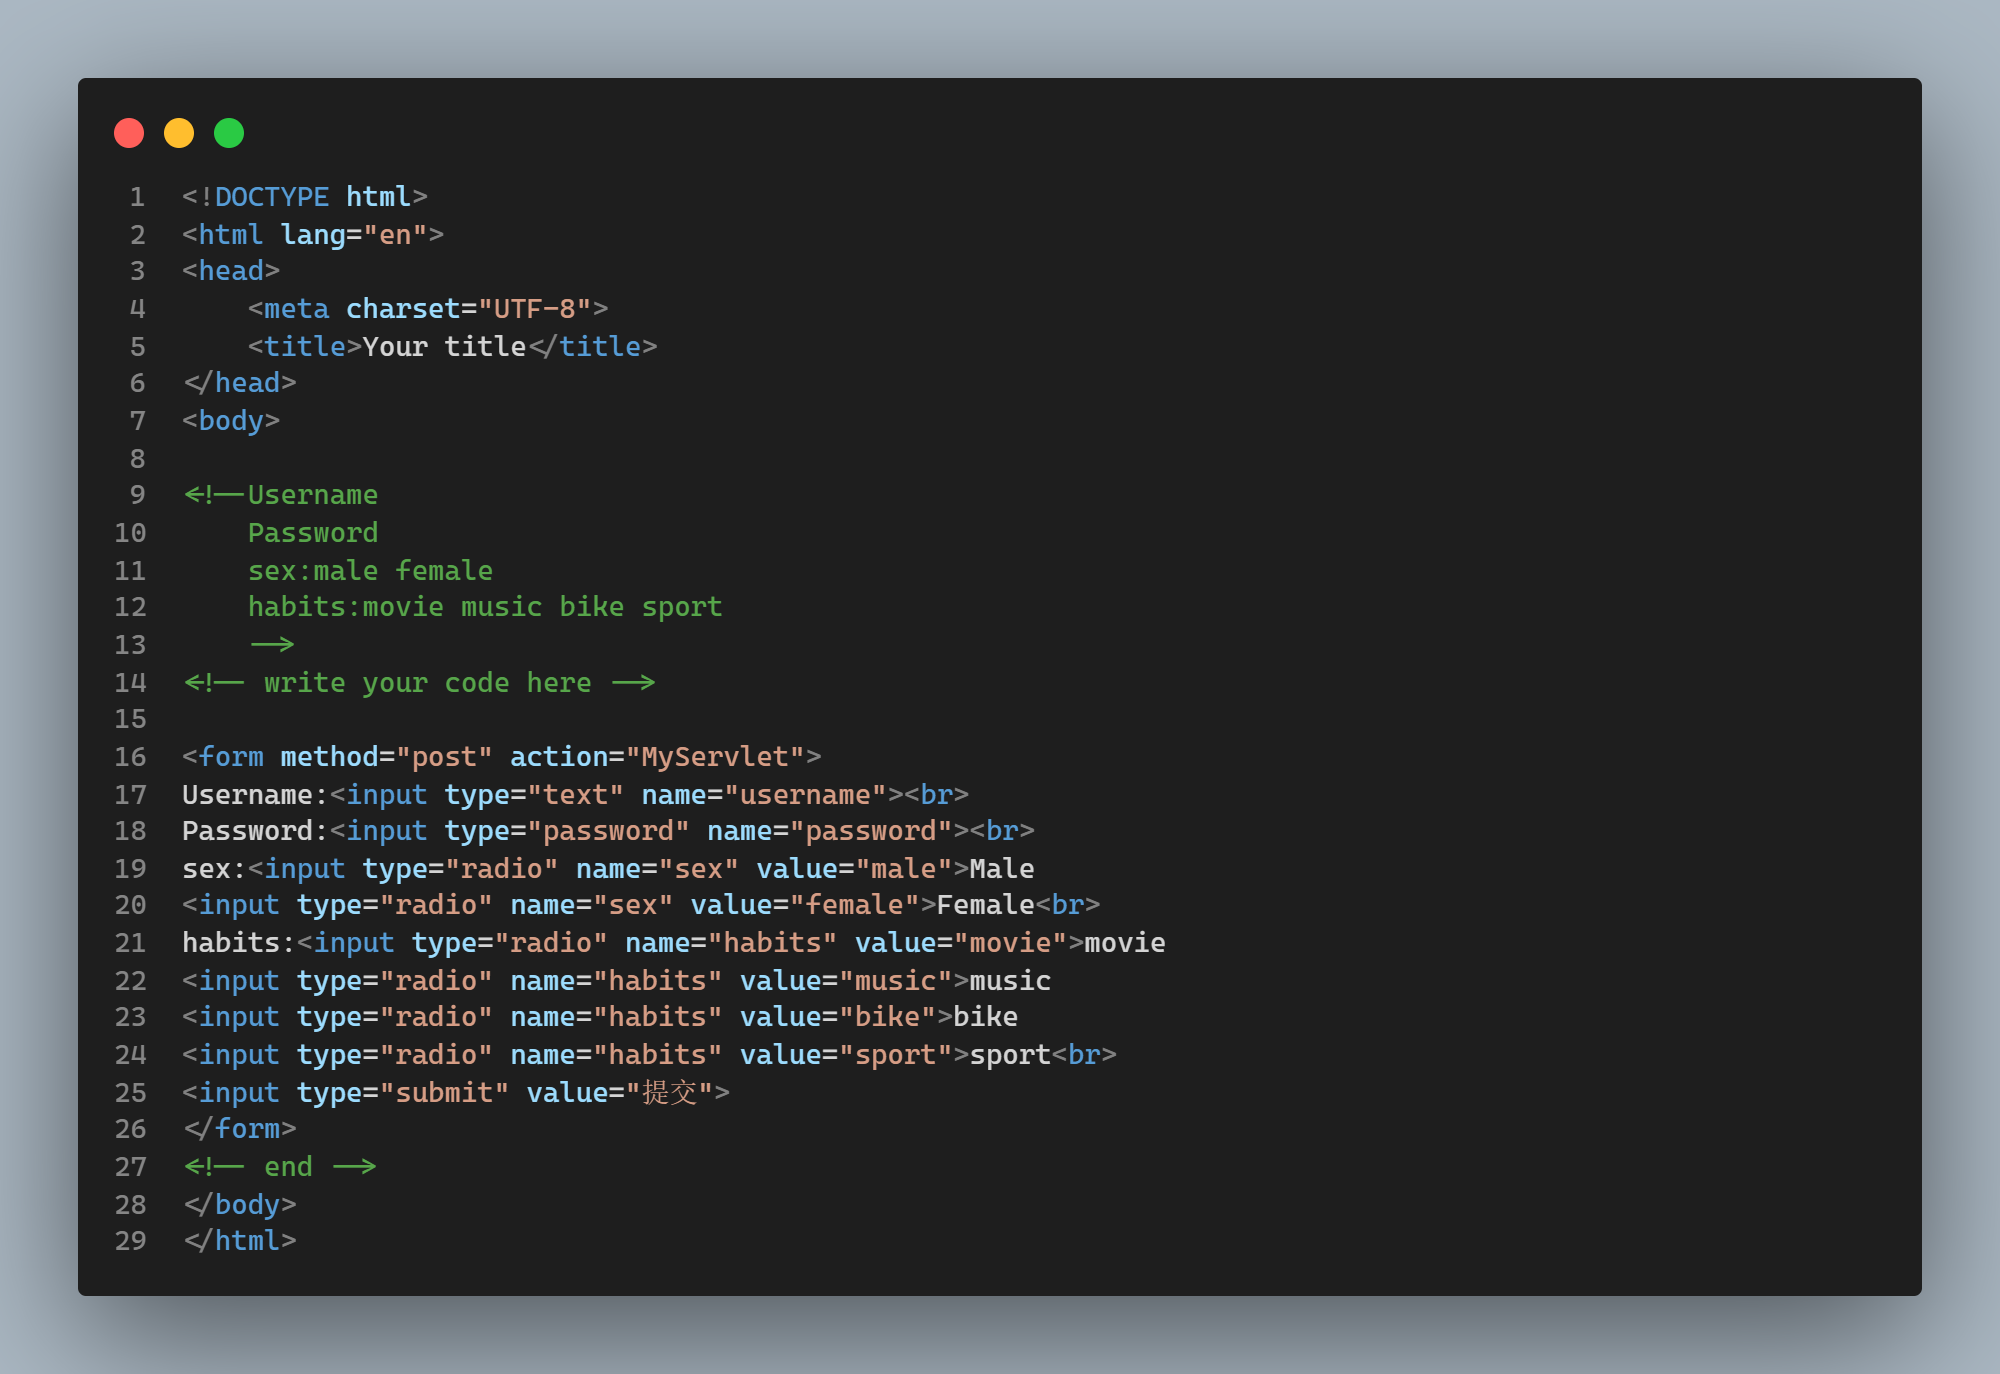 1 <!DOCTYPE html>
2 <html lang="en">
3 <head>
4     <meta charset="UTF-8">
5     <title>Your title</title>
6 </head>
7 <body>
8
9 <!--Username
10     Password
11     sex:male female
12     habits:movie music bike sport
13     -->
14 <!-- write your code here -->
15
16 <form method="post" action="MyServlet">
17 Username:<input type="text" name="username"><br>
18 Password:<input type="password" name="password"><br>
19 sex:<input type="radio" name="sex" value="male">Male
20 <input type="radio" name="sex" value="female">Female<br>
21 habits:<input type="radio" name="habits" value="movie">movie
22 <input type="radio" name="habits" value="music">music
23 <input type="radio" name="habits" value="bike">bike
24 <input type="radio" name="habits" value="sport">sport<br>
25 <input type="submit" value="提交">
26 </form>
27 <!-- end -->
28 </body>
29 </html>